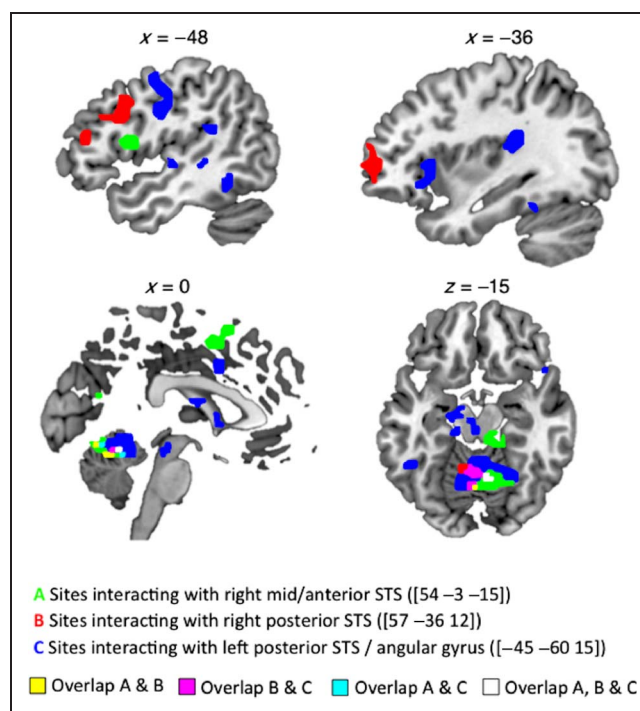 x = −48
x = −36
x = 0
z = −15
A Sites interacting with right mid/anterior STS ([54 −3 −15])
B Sites interacting with right posterior STS ([57 −36 12])
C Sites interacting with left posterior STS / angular gyrus ([−45 −60 15])
Overlap A & B Overlap B & C Overlap A & C Overlap A, B & C